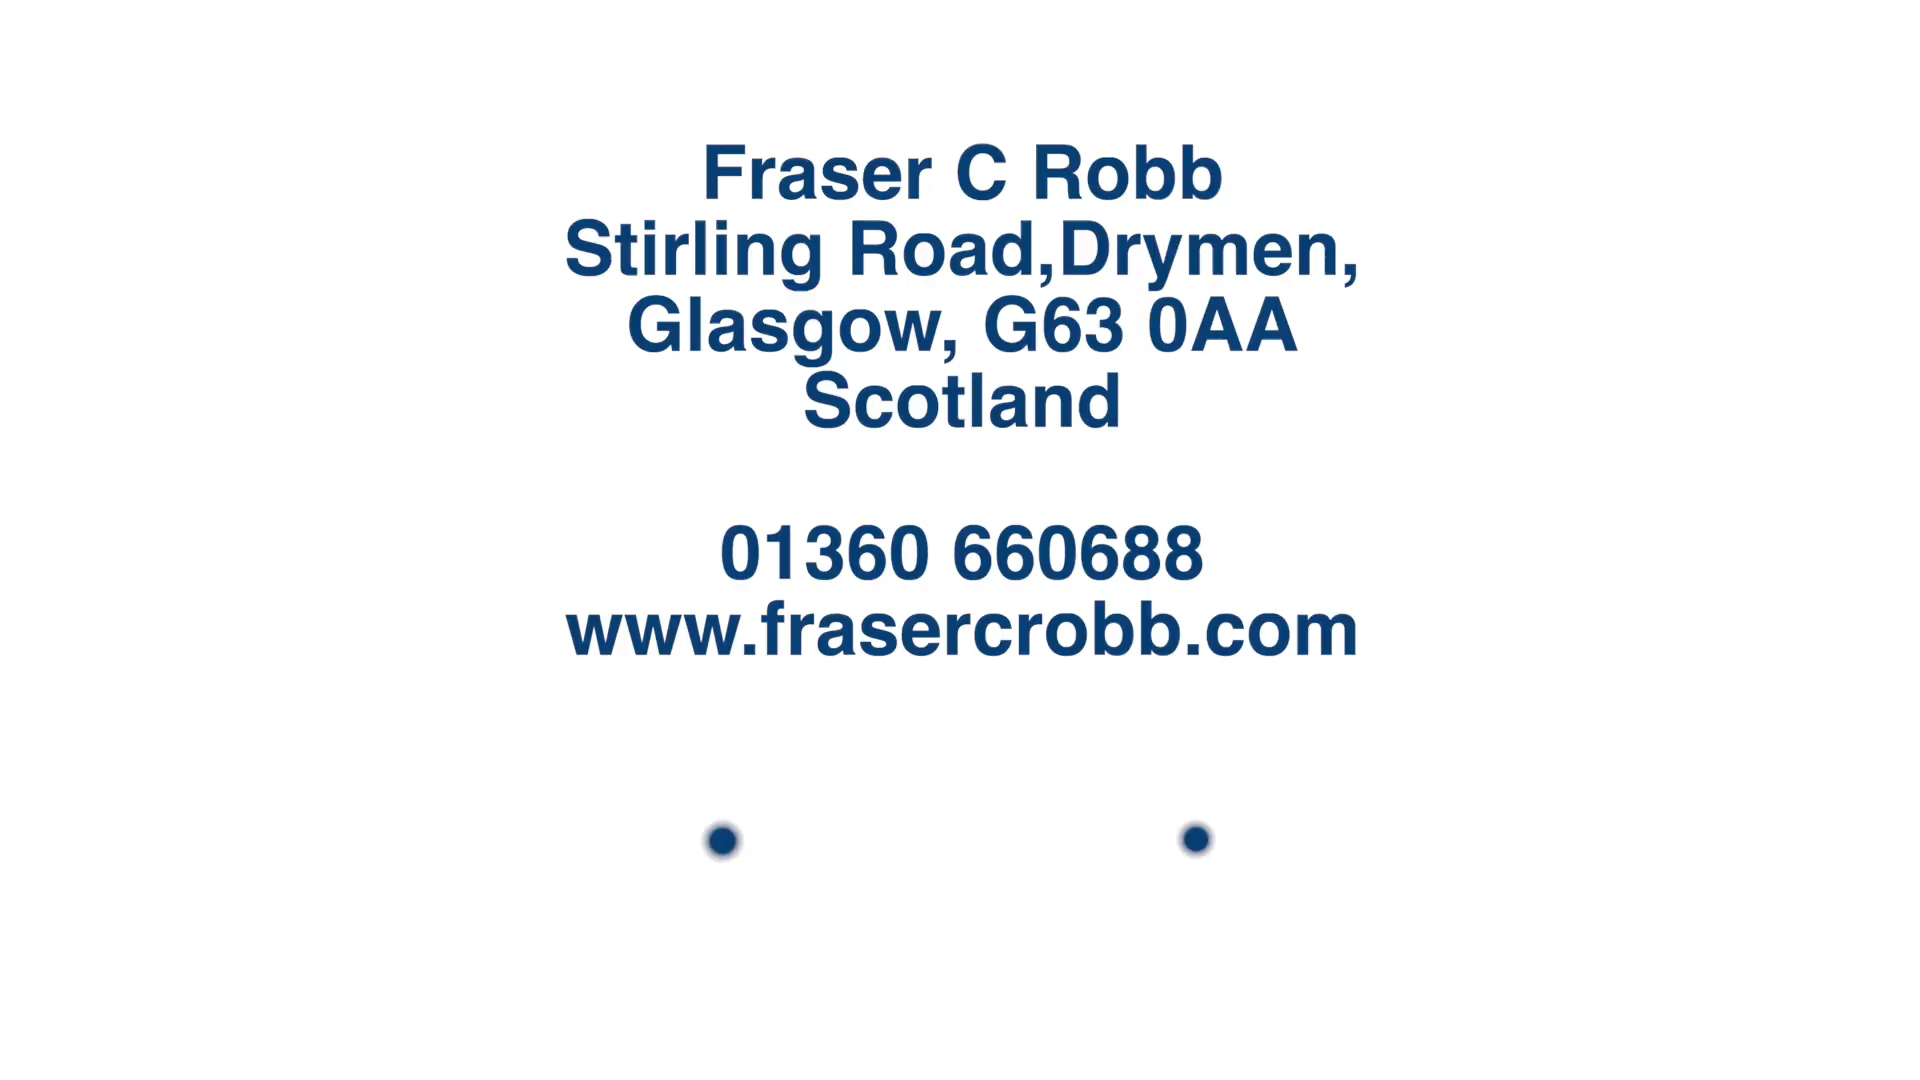 Fraser C Robb
Stirling Road,Drymen,
Glasgow, G63 0AA
Scotland
01360 660688
www.frasercrobb.com